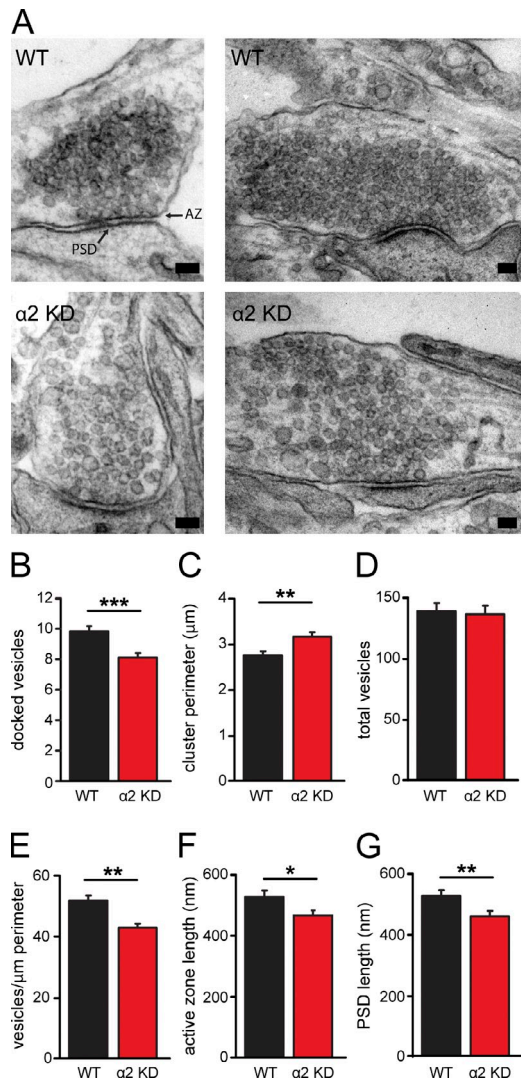 A
WT
WT
AZ
PSD
α2 KD
α2 KD
B
docked vesicles
12
10
8
6
4
2
0
***
WT
α2 KD
C
cluster perimeter (μm)
4
3
2
1
0
**
WT
α2 KD
D
total vesicles
150
100
50
0
WT
α2 KD
E
vesicles/μm perimeter
60
40
20
0
**
WT
α2 KD
F
active zone length (nm)
600
400
200
0
*
WT
α2 KD
G
PSD length (nm)
600
400
200
0
**
WT
α2 KD